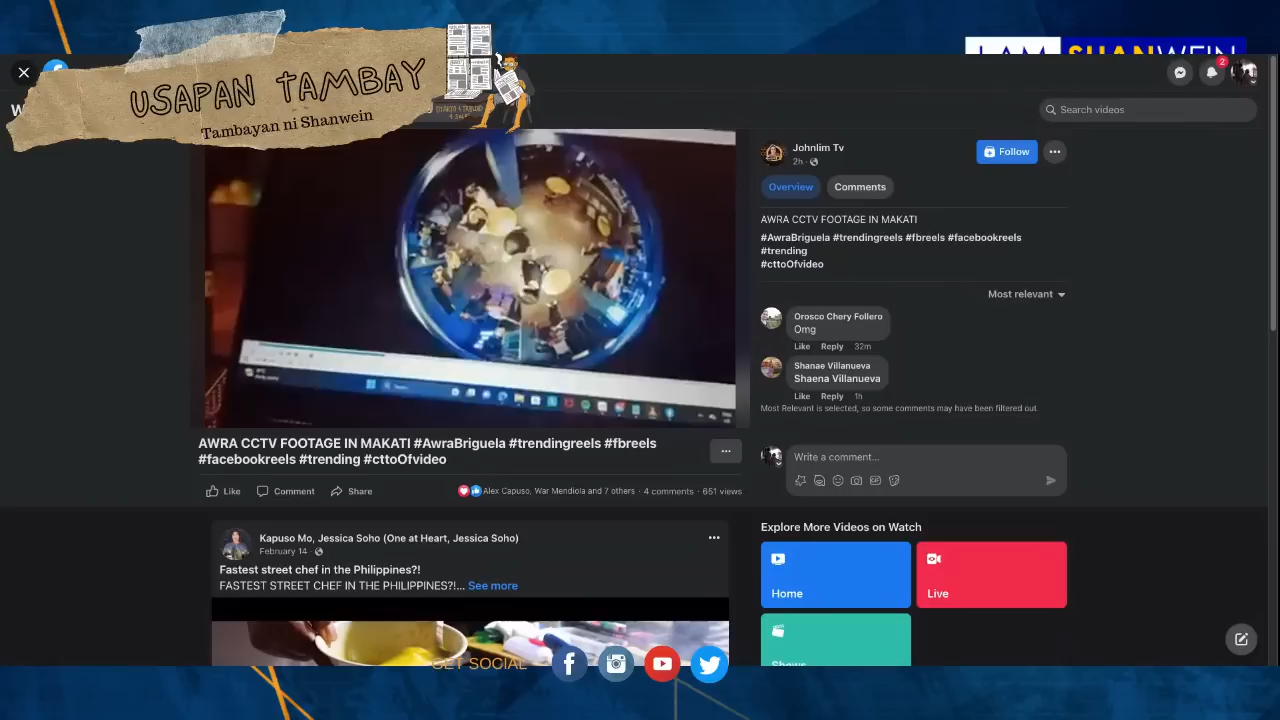 USAPAN TAMBAY
Tambayan ni Shanwein
I AM SHANWEIN
2
Search videos
Johnlim Tv
2h ·
Follow
Overview
Comments
AWRA CCTV FOOTAGE IN MAKATI
#AwraBriguela #trendingreels #fbreels #facebookreels
#trending
#cttoOfvideo
Most relevant
Orosco Chery Follero
Omg
Like Reply 32m
Shanae Villanueva
Shaena Villanueva
Like Reply 1h
Most Relevant is selected, so some comments may have been filtered out.
Write a comment…
GIF
AWRA CCTV FOOTAGE IN MAKATI #AwraBriguela #trendingreels #fbreels
#facebookreels #trending #cttoOfvideo
Like Comment Share
Alex Capuso, War Mendiola and 7 others · 4 comments · 651 views
Kapuso Mo, Jessica Soho (One at Heart, Jessica Soho)
February 14 ·
Fastest street chef in the Philippines?!
FASTEST STREET CHEF IN THE PHILIPPINES?!... See more
Explore More Videos on Watch
Home
Live
Shows
GET SOCIAL